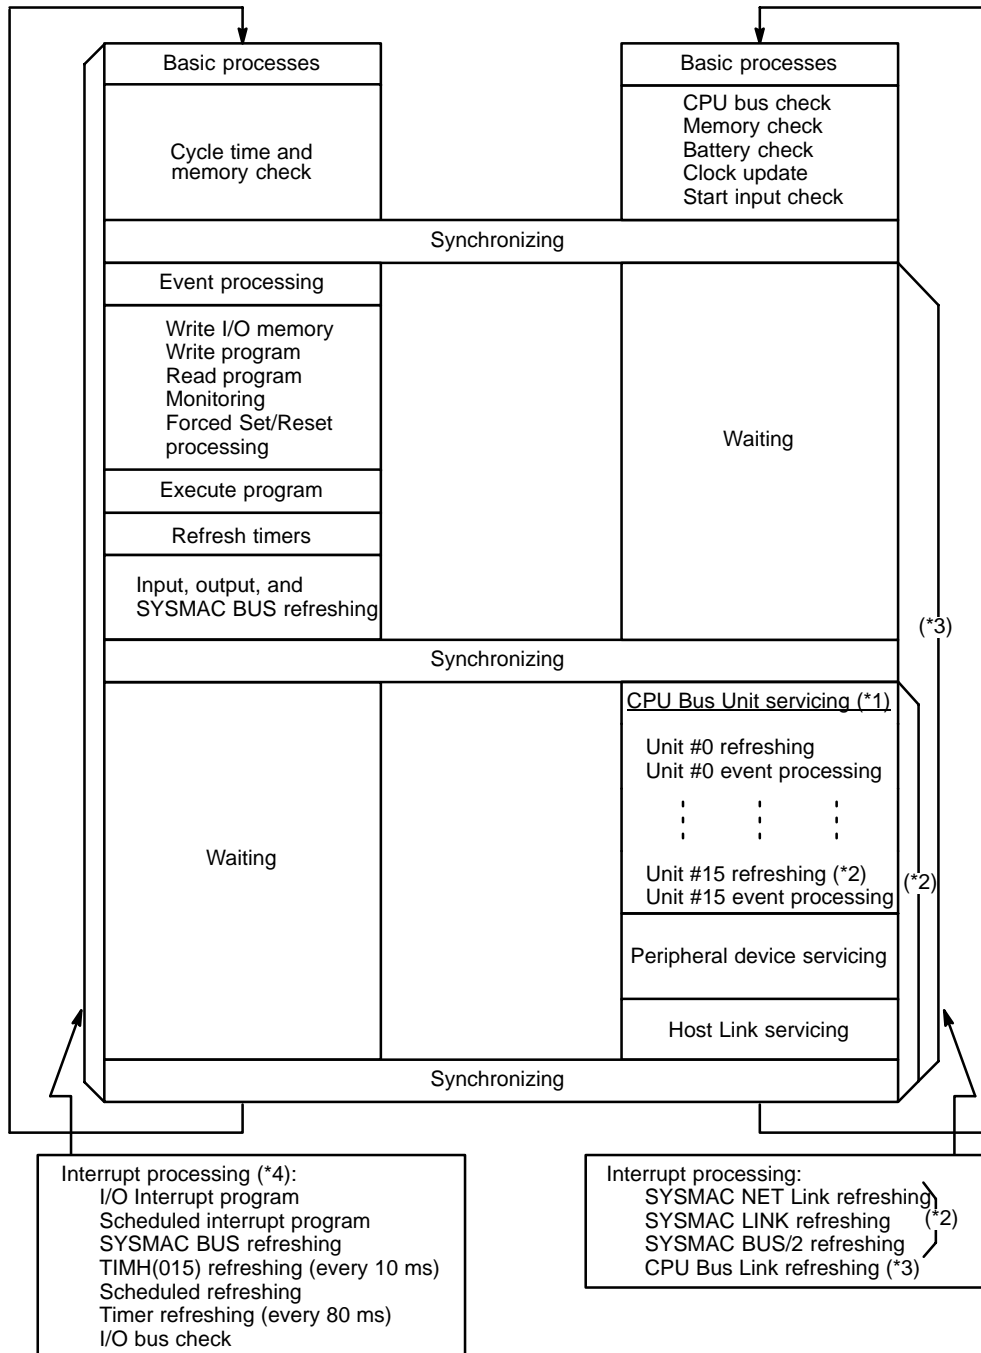 Basic processes
Cycle time and
memory check
Basic processes
CPU bus check
Memory check
Battery check
Clock update
Start input check
Synchronizing
Event processing
Write I/O memory
Write program
Read program
Monitoring
Forced Set/Reset
processing
Execute program
Refresh timers
Input, output, and
SYSMAC BUS refreshing
Waiting
(*3)
Synchronizing
Waiting
CPU Bus Unit servicing (*1)
Unit #0 refreshing
Unit #0 event processing
Unit #15 refreshing (*2)
Unit #15 event processing
(*2)
Peripheral device servicing
Host Link servicing
Synchronizing
Interrupt processing (*4):
I/O Interrupt program
Scheduled interrupt program
SYSMAC BUS refreshing
TIMH(015) refreshing (every 10 ms)
Scheduled refreshing
Timer refreshing (every 80 ms)
I/O bus check
Interrupt processing:
SYSMAC NET Link refreshing
SYSMAC LINK refreshing
(*2)
SYSMAC BUS/2 refreshing
CPU Bus Link refreshing (*3)